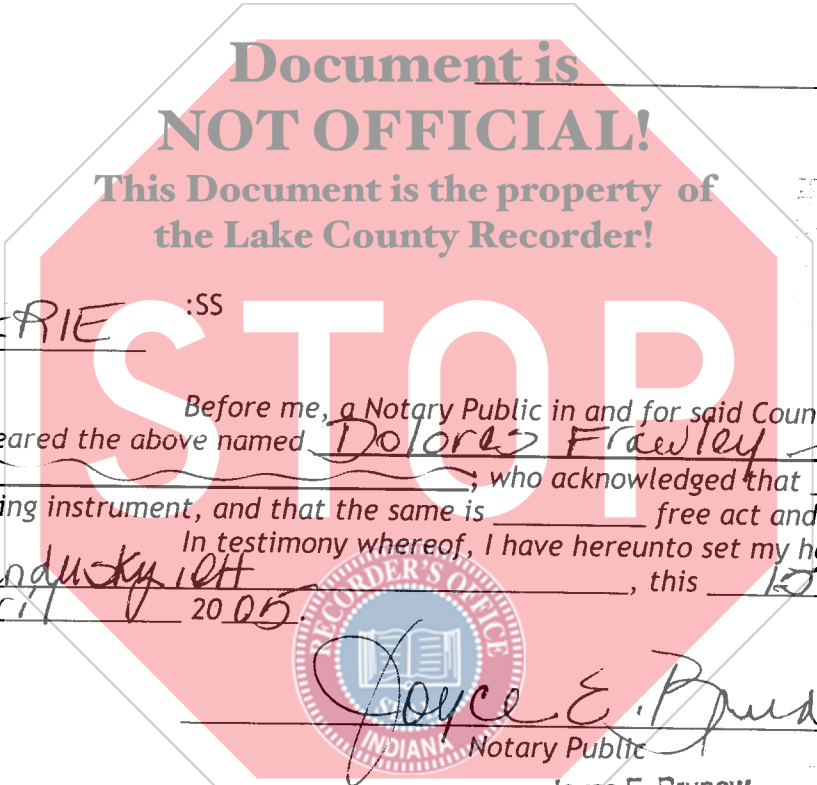 Document is
NOT OFFICIAL!
This Document is the property of
the Lake County Recorder!
ERIE :SS
STOP
Before me, a Notary Public in and for said Coun
eared the above named Dolores Frawley
; who acknowledged that
ing instrument, and that the same is free act and
In testimony whereof, I have hereunto set my h
ndusky, OH , this 15
ril 20 05.
RECORDER'S OFFICE
INDIANA
Joyce E.
Notary Public